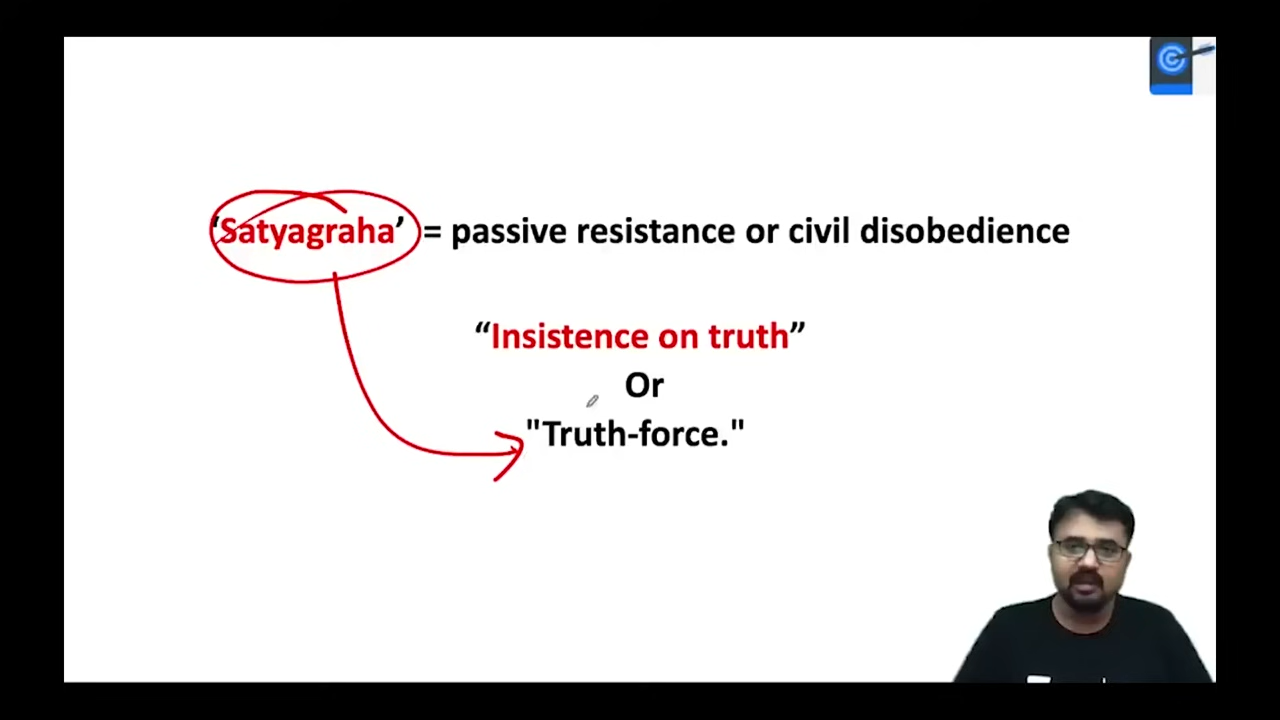 ‘Satyagraha’ = passive resistance or civil disobedience
“Insistence on truth”
Or
"Truth-force."